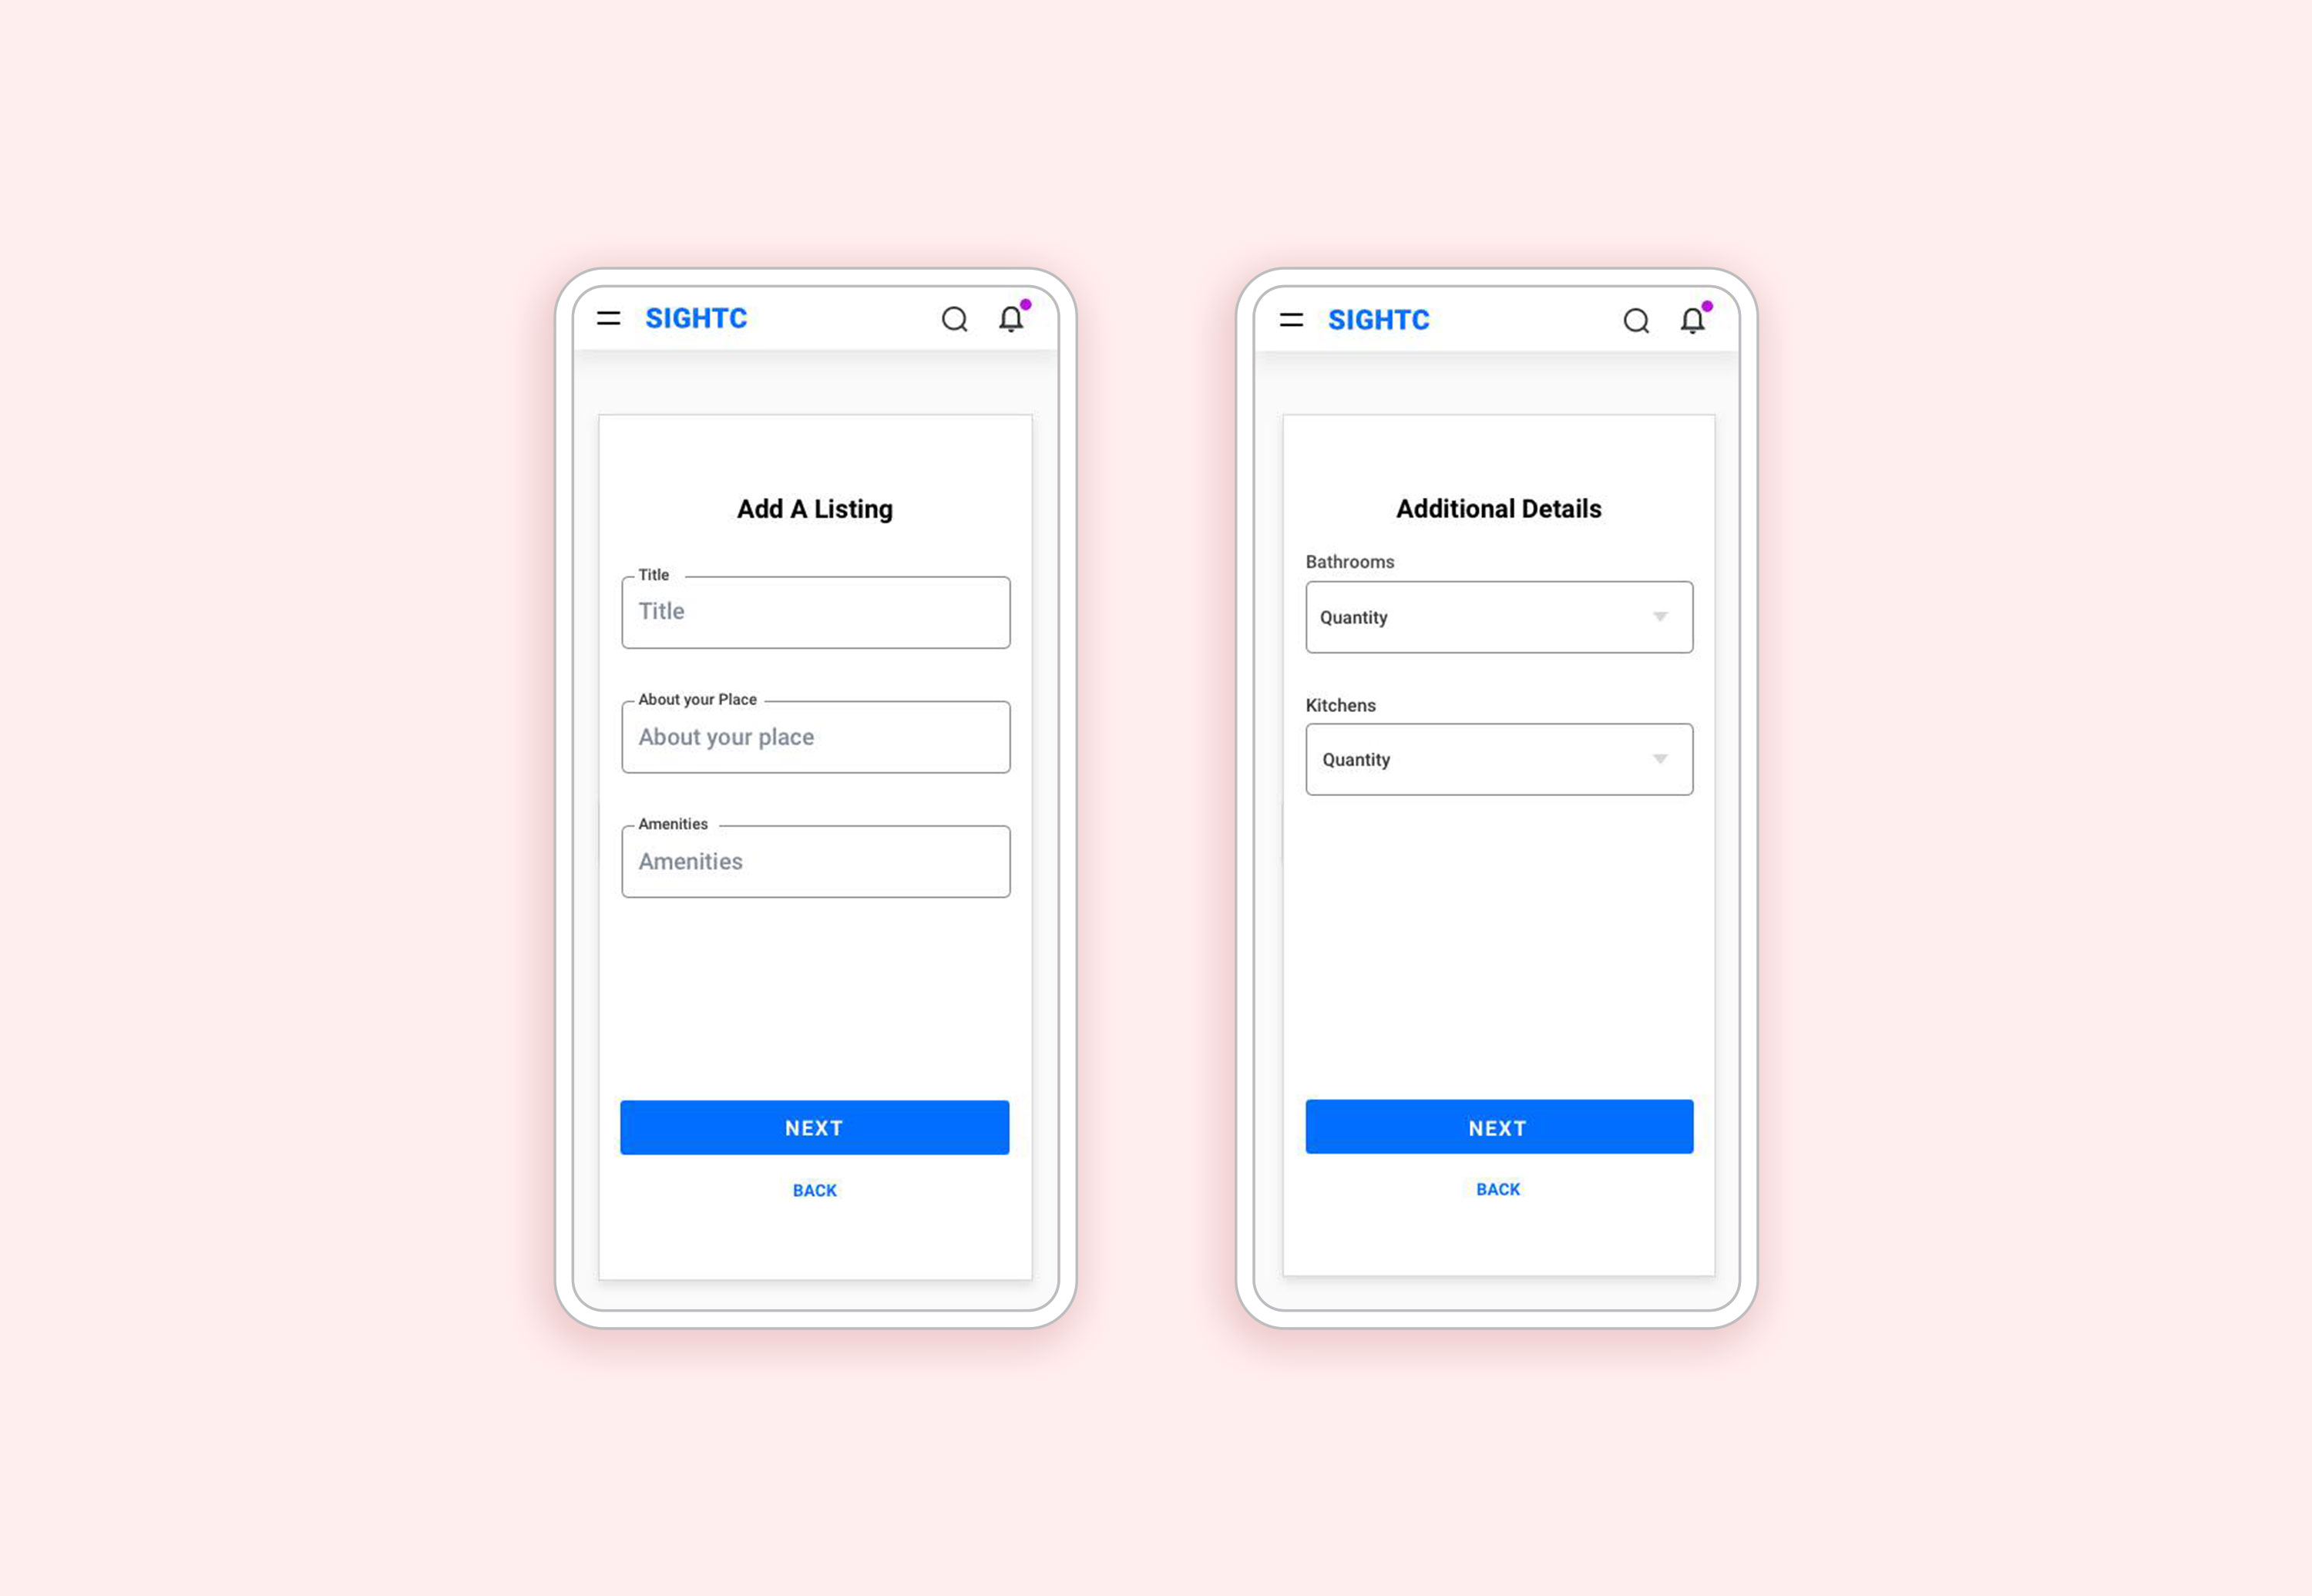 SIGHTC
Add A Listing
Title
Title
About your Place
About your place
Amenities
Amenities
NEXT
BACK
SIGHTC
Additional Details
Bathrooms
Quantity
Kitchens
Quantity
NEXT
BACK